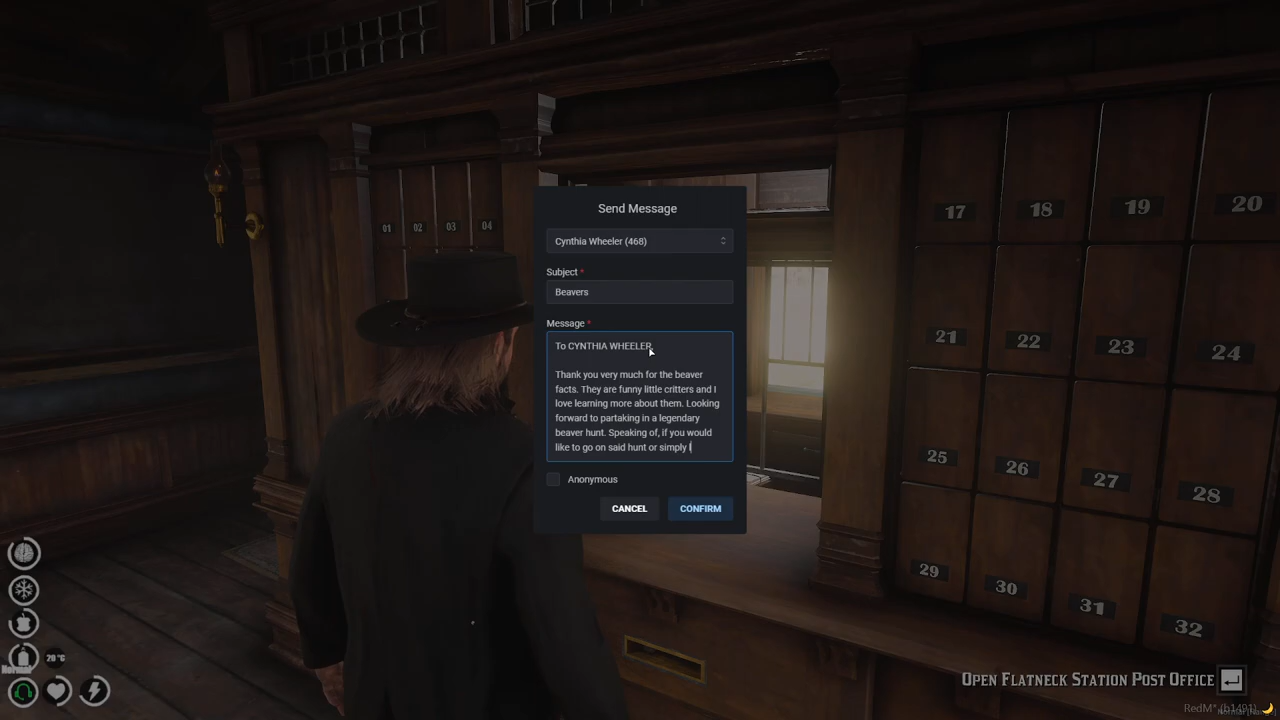 01 02 03 04
17 18 19 20
21 22 23 24
25 26 27 28
29 30 31 32
Send Message
Cynthia Wheeler (468)
Subject *
Beavers
Message *
To CYNTHIA WHEELER,
Thank you very much for the beaver
facts. They are funny little critters and I
love learning more about them. Looking
forward to partaking in a legendary
beaver hunt. Speaking of, if you would
like to go on said hunt or simply l
Anonymous
CANCEL CONFIRM
26 °C
Normal
OPEN FLATNECK STATION POST OFFICE
RedM* (b1491)